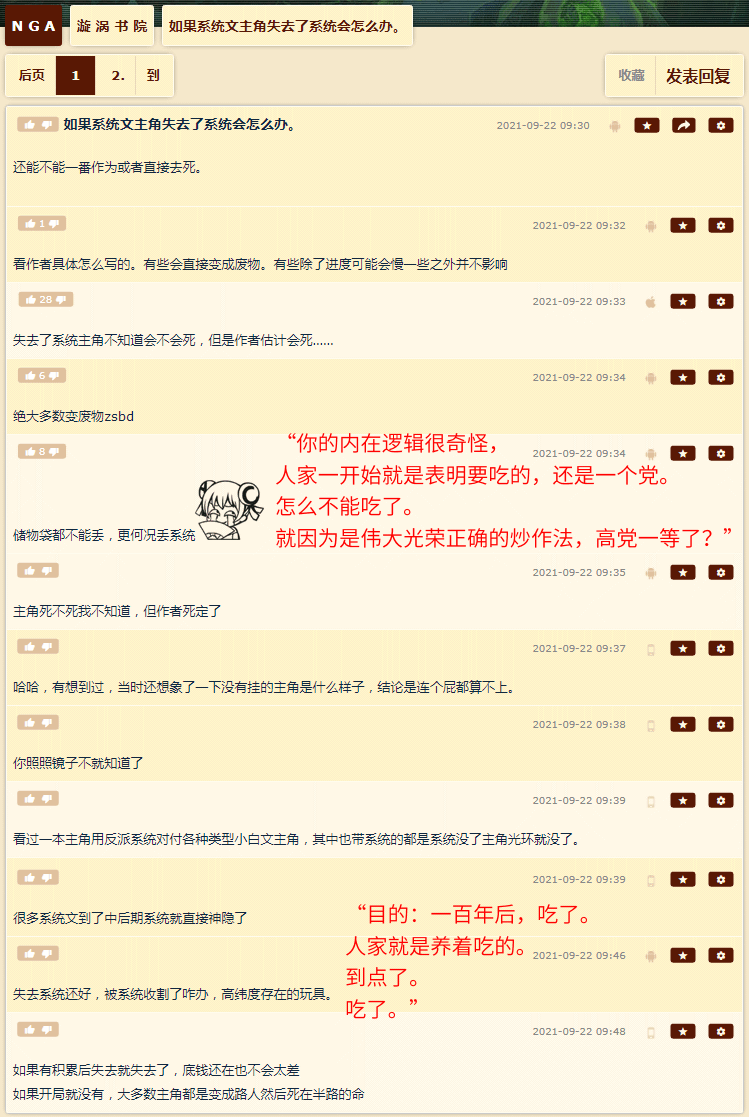 NGA
漩涡书院
如果系统文主角失去了系统会怎么办。
后页
1
2.
到
收藏
发表回复
如果系统文主角失去了系统会怎么办。
2021-09-22 09:30
还能不能一番作为或者直接去死。
1
2021-09-22 09:32
看作者具体怎么写的。有些会直接变成废物。有些除了进度可能会慢一些之外并不影响
28
2021-09-22 09:33
失去了系统主角不知道会不会死，但是作者估计会死……
6
2021-09-22 09:34
绝大多数变废物zsbd
8
2021-09-22 09:34
“你的内在逻辑很奇怪，
人家一开始就是表明要吃的，还是一个党。
怎么不能吃了。
就因为是伟大光荣正确的炒作法，高党一等了？”
储物袋都不能丢，更何况丢系统
2021-09-22 09:35
主角死不死我不知道，但作者死定了
2021-09-22 09:37
哈哈，有想到过，当时还想象了一下没有挂的主角是什么样子，结论是连个屁都算不上。
2021-09-22 09:38
你照照镜子不就知道了
2021-09-22 09:39
看过一本主角用反派系统对付各种类型小白文主角，其中也带系统的都是系统没了主角光环就没了。
2021-09-22 09:39
很多系统文到了中后期系统就直接神隐了
“目的：一百年后，吃了。
人家就是养着吃的。
到点了。
吃了。”
2021-09-22 09:46
失去系统还好，被系统收割了咋办，高纬度存在的玩具。
2021-09-22 09:48
如果有积累后失去就失去了，底钱还在也不会太差
如果开局就没有，大多数主角都是变成路人然后死在半路的命